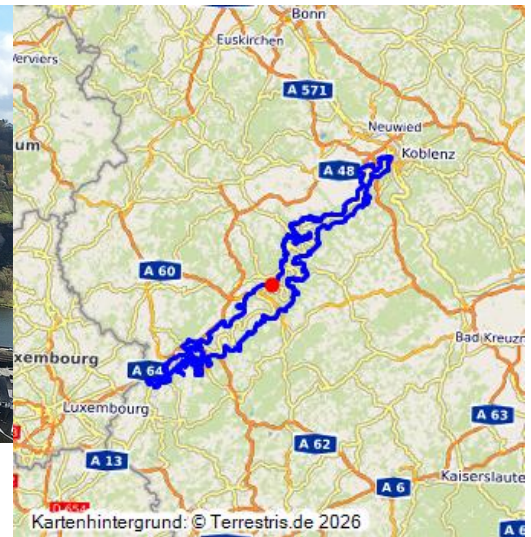 Bonn
Euskirchen
Verviers
A 571
Neuwied
Koblenz
A 48
A 60
Bad Kreuzn
xembourg
A 64
Luxembourg
A 63
A 62
A 13
Kaiserslaute
A 6
Kartenhintergrund: © Terrestris.de 2026